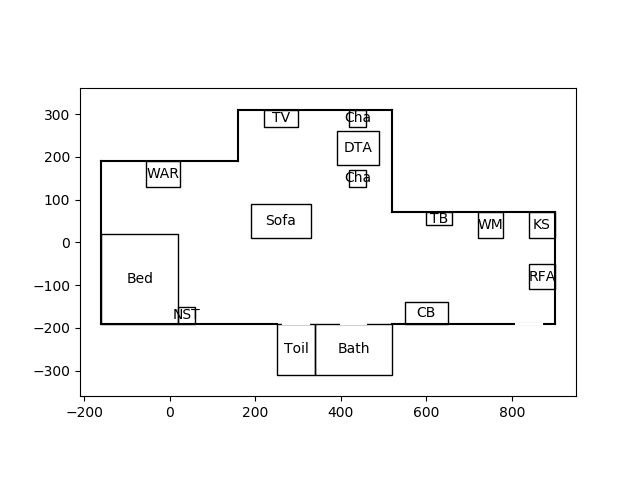 300
200
100
0
−100
−200
−300
−200
0
200
400
600
800
TV
Cha
DTA
WAR
Cha
Sofa
TB
WM
KS
Bed
RFA
NST
CB
Toil
Bath